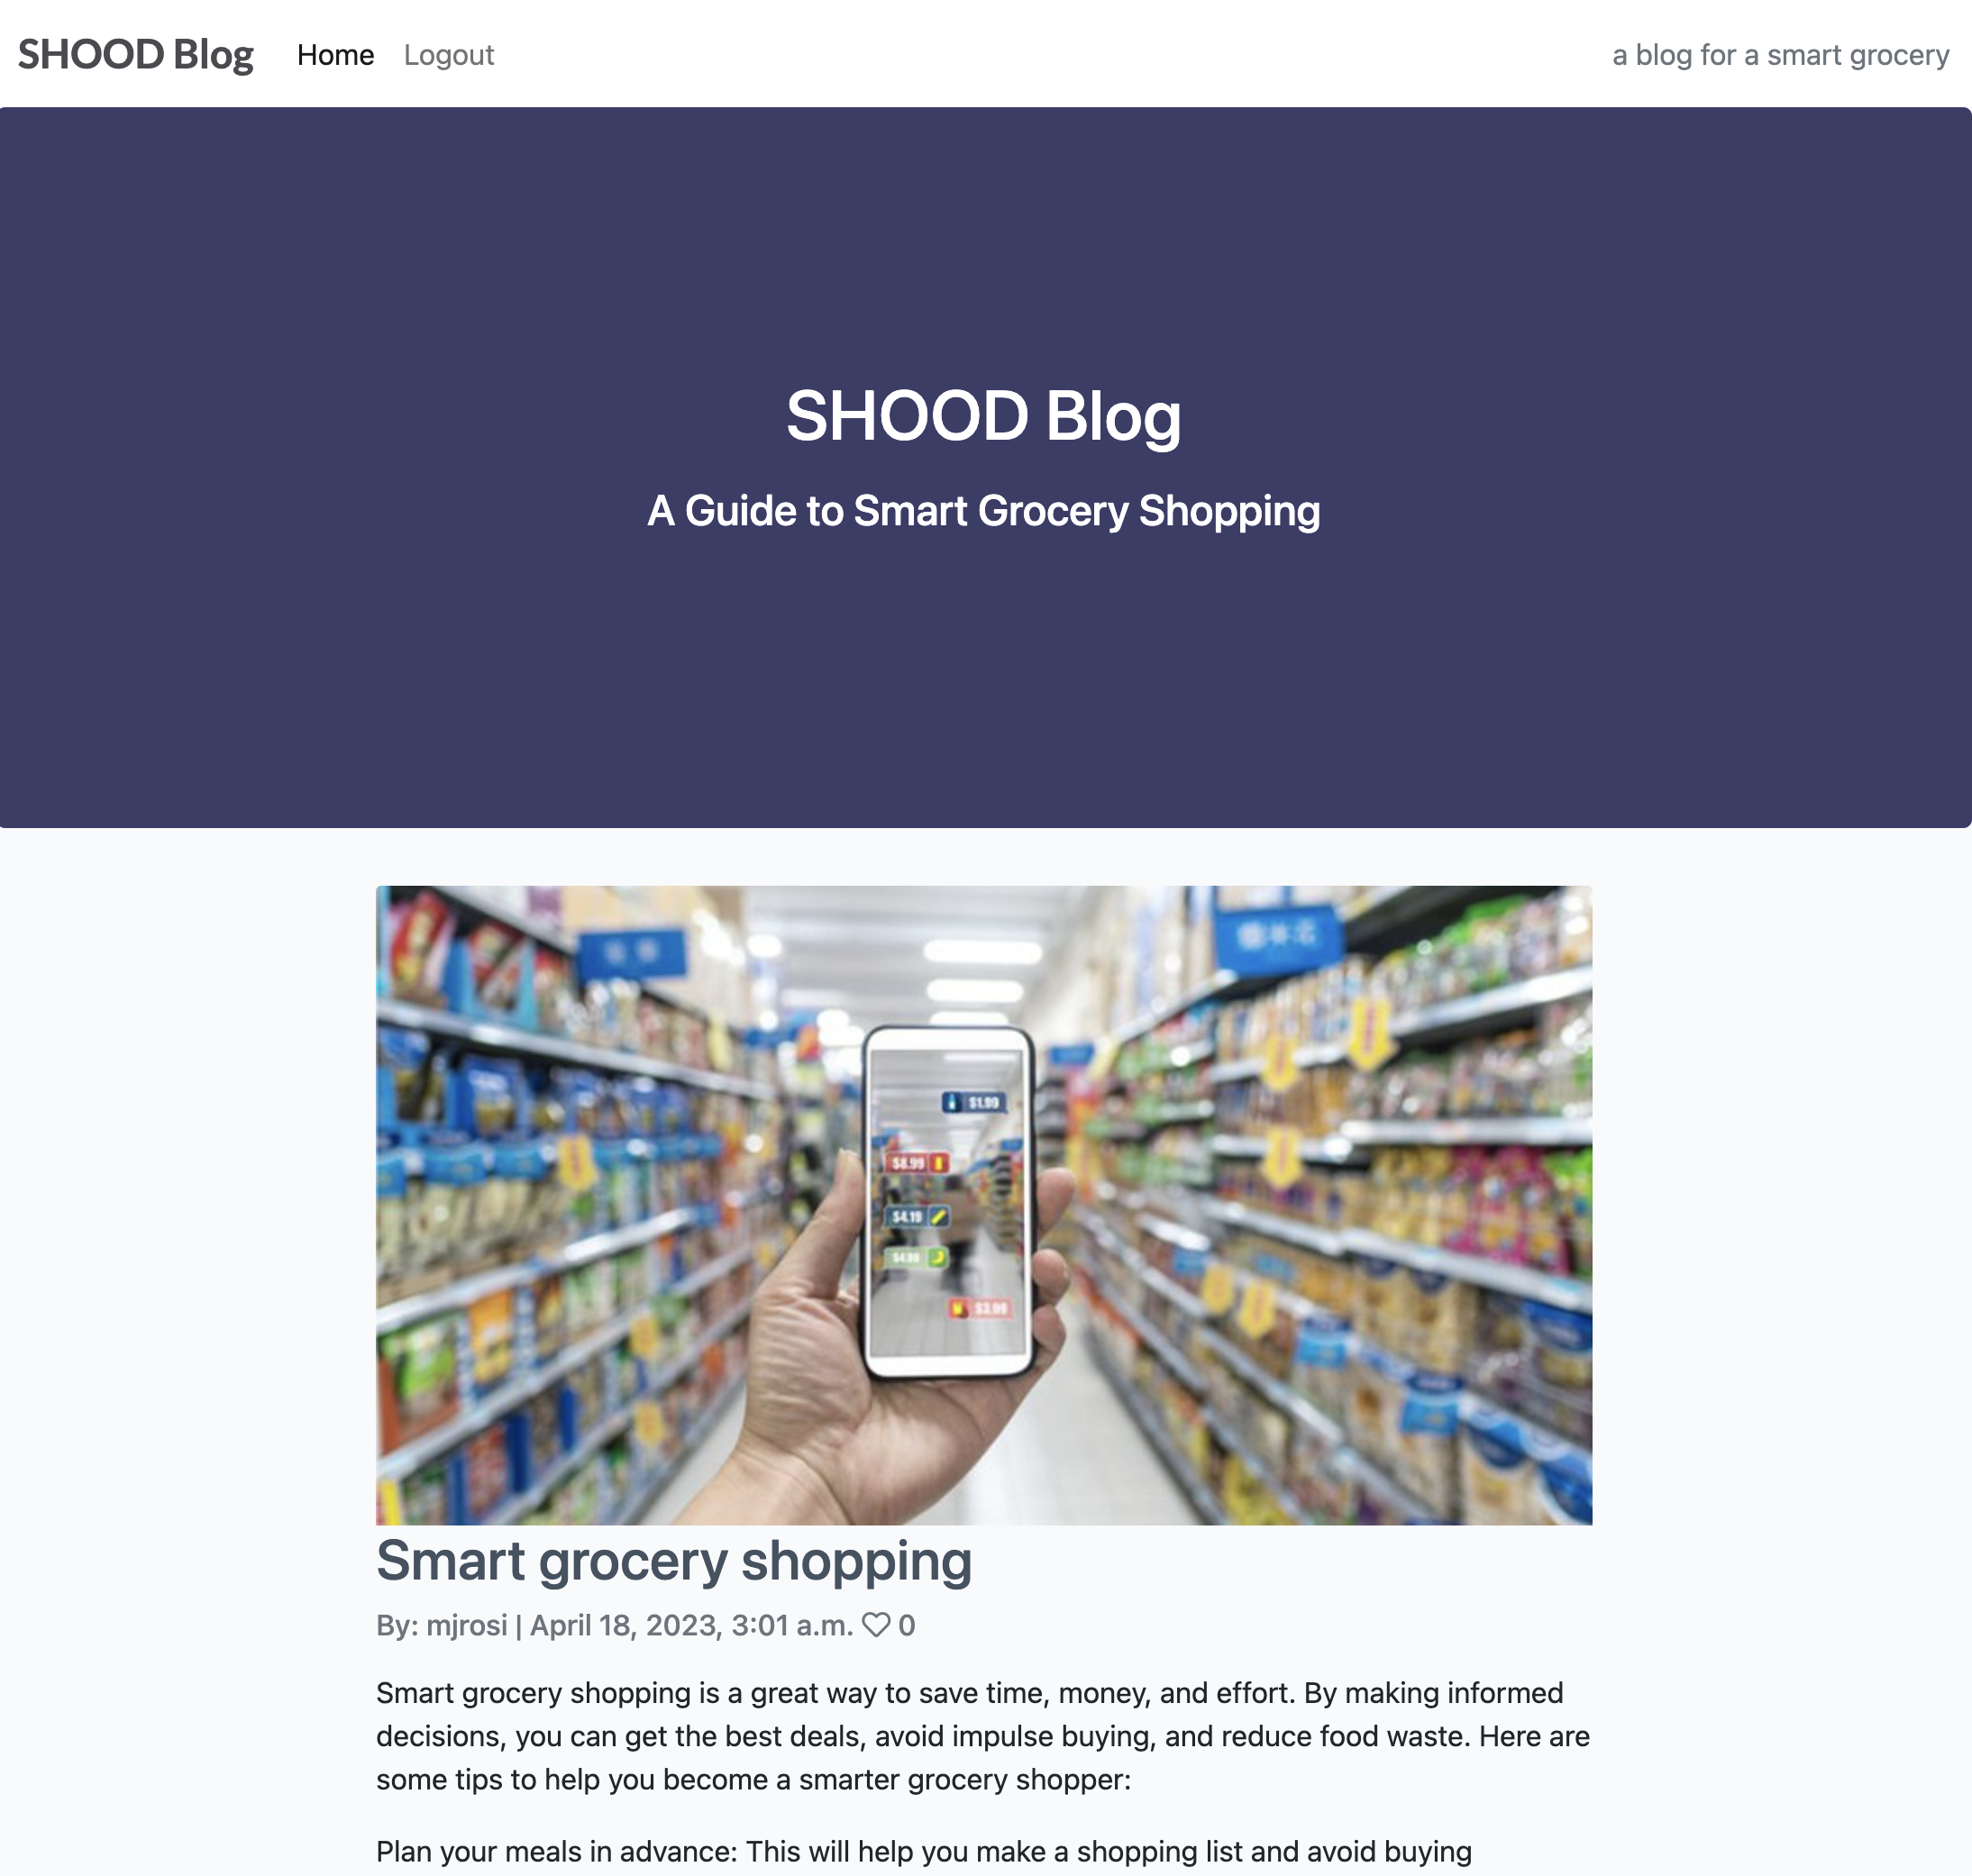 SHOOD Blog Home Logout a blog for a smart grocery
SHOOD Blog
A Guide to Smart Grocery Shopping
$1.99
$8.99
$4.19
$3.99
Smart grocery shopping
By: mjrosi | April 18, 2023, 3:01 a.m. 0
Smart grocery shopping is a great way to save time, money, and effort. By making informed
decisions, you can get the best deals, avoid impulse buying, and reduce food waste. Here are
some tips to help you become a smarter grocery shopper:
Plan your meals in advance: This will help you make a shopping list and avoid buying